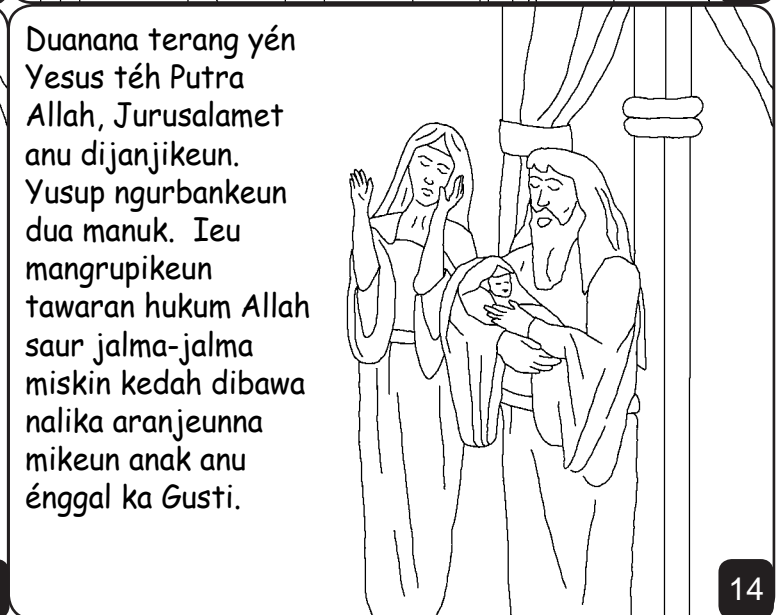 Duanana terang yén
Yesus téh Putra
Allah, Jurusalamet
anu dijanjikeun.
Yusup ngurbankeun
dua manuk. Ieu
mangrupikeun
tawaran hukum Allah
saur jalma-jalma
miskin kedah dibawa
nalika aranjeunna
mikeun anak anu
énggal ka Gusti.
14